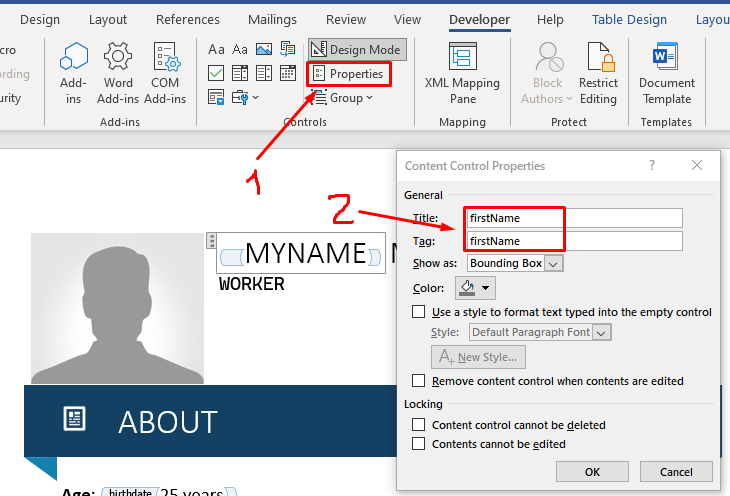 Design Layout References Mailings Review View Developer Help Table Design Layou
cro
ording
urity
Add-ins
Word Add-ins
COM Add-ins
Add-ins
Aa Aa
Design Mode
Properties
Group
Controls
XML Mapping Pane
Mapping
Block Authors
Restrict Editing
Protect
Document Template
Templates
1
2
MYNAME
WORKER
ABOUT
Age: birthdate 25 years
Content Control Properties ?
General
Title: firstName
Tag: firstName
Show as: Bounding Box
Color:
Use a style to format text typed into the empty control
Style: Default Paragraph Font
A+ New Style...
Remove content control when contents are edited
Locking
Content control cannot be deleted
Contents cannot be edited
OK Cancel